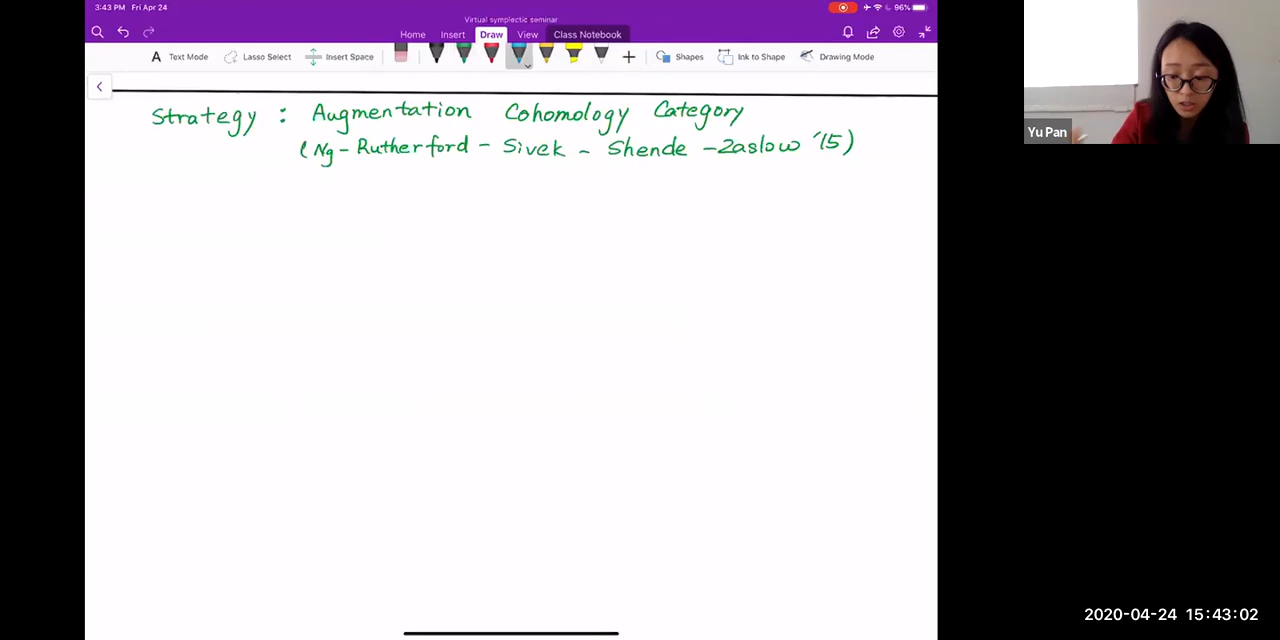 3:43 PM Fri Apr 24
96%
Virtual symplectic seminar
Home Insert Draw View Class Notebook
Text Mode Lasso Select Insert Space Shapes Ink to Shape Drawing Mode
Strategy : Augmentation Cohomology Category
(Ng - Rutherford - Sivek - Shende - Zaslow '15)
Yu Pan
2020-04-24 15:43:02